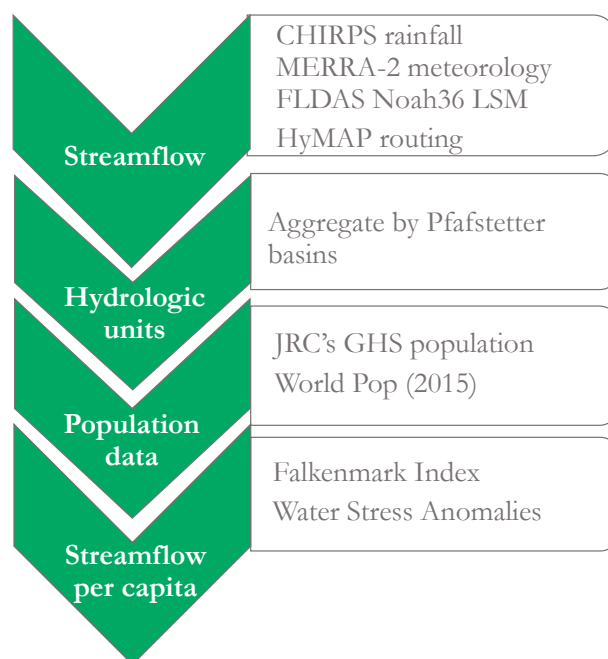 CHIRPS rainfall
MERRA-2 meteorology
FLDAS Noah36 LSM
HyMAP routing
Streamflow
Aggregate by Pfafstetter
basins
Hydrologic
units
JRC’s GHS population
World Pop (2015)
Population
data
Falkenmark Index
Water Stress Anomalies
Streamflow
per capita